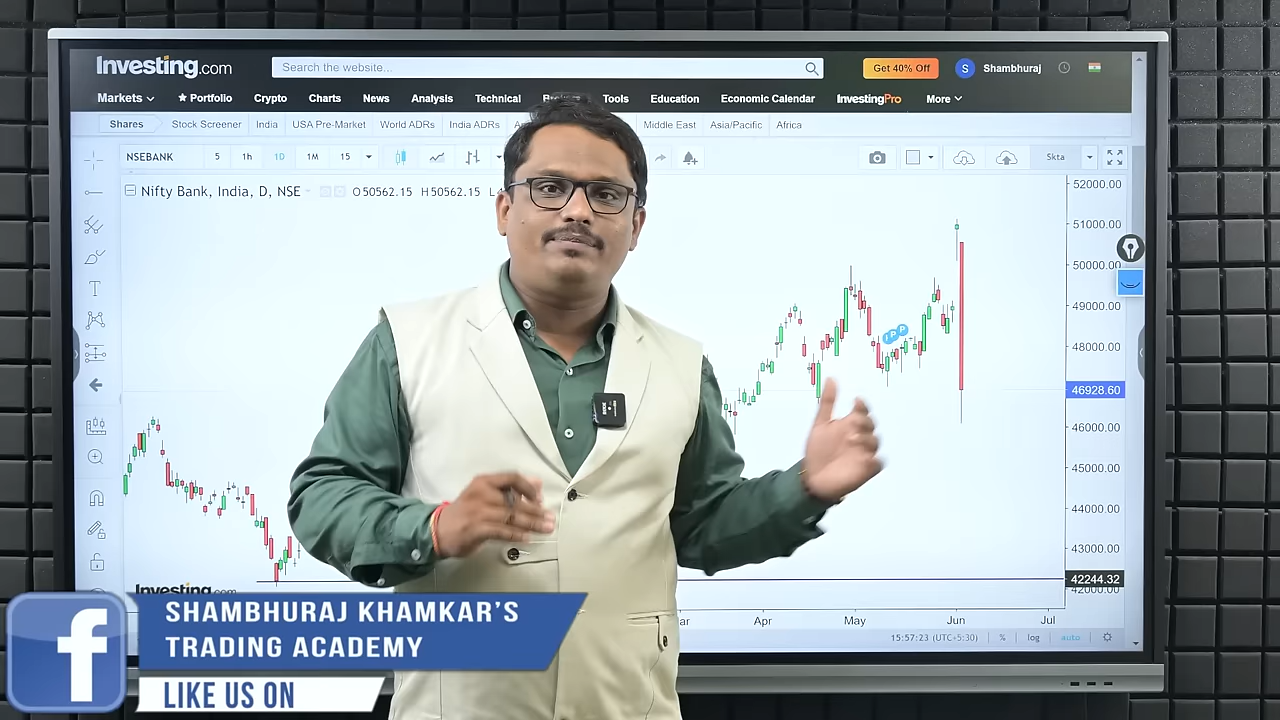 Investing.com
Search the website...
Get 40% Off
S
Shambhuraj
Markets
Portfolio
Crypto
Charts
News
Analysis
Technical
Tools
Education
Economic Calendar
InvestingPro
More
Shares
Stock Screener
India
USA Pre-Market
World ADRs
India ADRs
Middle East
Asia/Pacific
Africa
NSEBANK
5
1h
1D
1M
15
Skta
Nifty Bank, India, D, NSE
O50562.15 H50562.15 L
52000.00
51000.00
50000.00
49000.00
48000.00
46928.60
46000.00
45000.00
44000.00
43000.00
42244.32
42000.00
P P
Investing.com
Apr
May
Jun
Jul
15:57:23 (UTC+5:30)
%
log
auto
f
SHAMBHURAJ KHAMKAR'S
TRADING ACADEMY
LIKE US ON